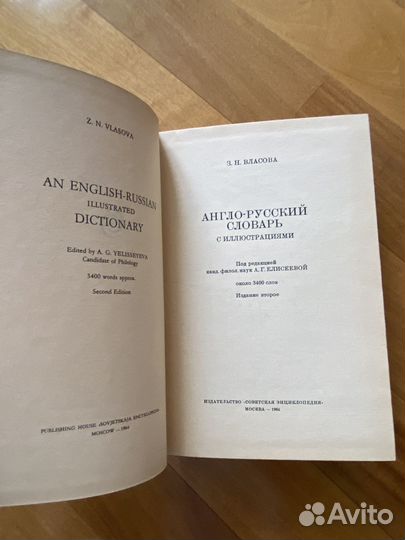 Z. N. VLASOVA
AN ENGLISH-RUSSIAN
ILLUSTRATED
DICTIONARY
Edited by A. G. YELISSEYEVA
Candidate of Philology
3400 words approx.
Second Edition
PUBLISHING HOUSE «SOVJETSKAJA ENCYKLOPEDIA»
MOSCOW — 1964
З. Н. ВЛАСОВА
АНГЛО-РУССКИЙ
СЛОВАРЬ
С ИЛЛЮСТРАЦИЯМИ
Под редакцией
канд. филол. наук А. Г. ЕЛИСЕЕВОЙ
около 3400 слов
Издание второе
ИЗДАТЕЛЬСТВО «СОВЕТСКАЯ ЭНЦИКЛОПЕДИЯ»
МОСКВА — 1964
Avito